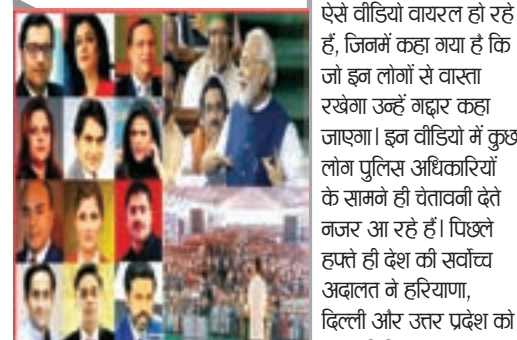 ऐसे वीडियो वायरल हो रहे
हैं, जिनमें कहा गया है कि
जो इन लोगों से वास्ता
रखेगा उन्हें गद्दार कहा
जाएगा। इन वीडियो में कुछ
लोग पुलिस अधिकारियों
के सामने ही चेतावनी देते
नजर आ रहे हैं। पिछले
हफ्ते ही देश की सर्वोच्च
अदालत ने हरियाणा,
दिल्ली और उत्तर प्रदेश को